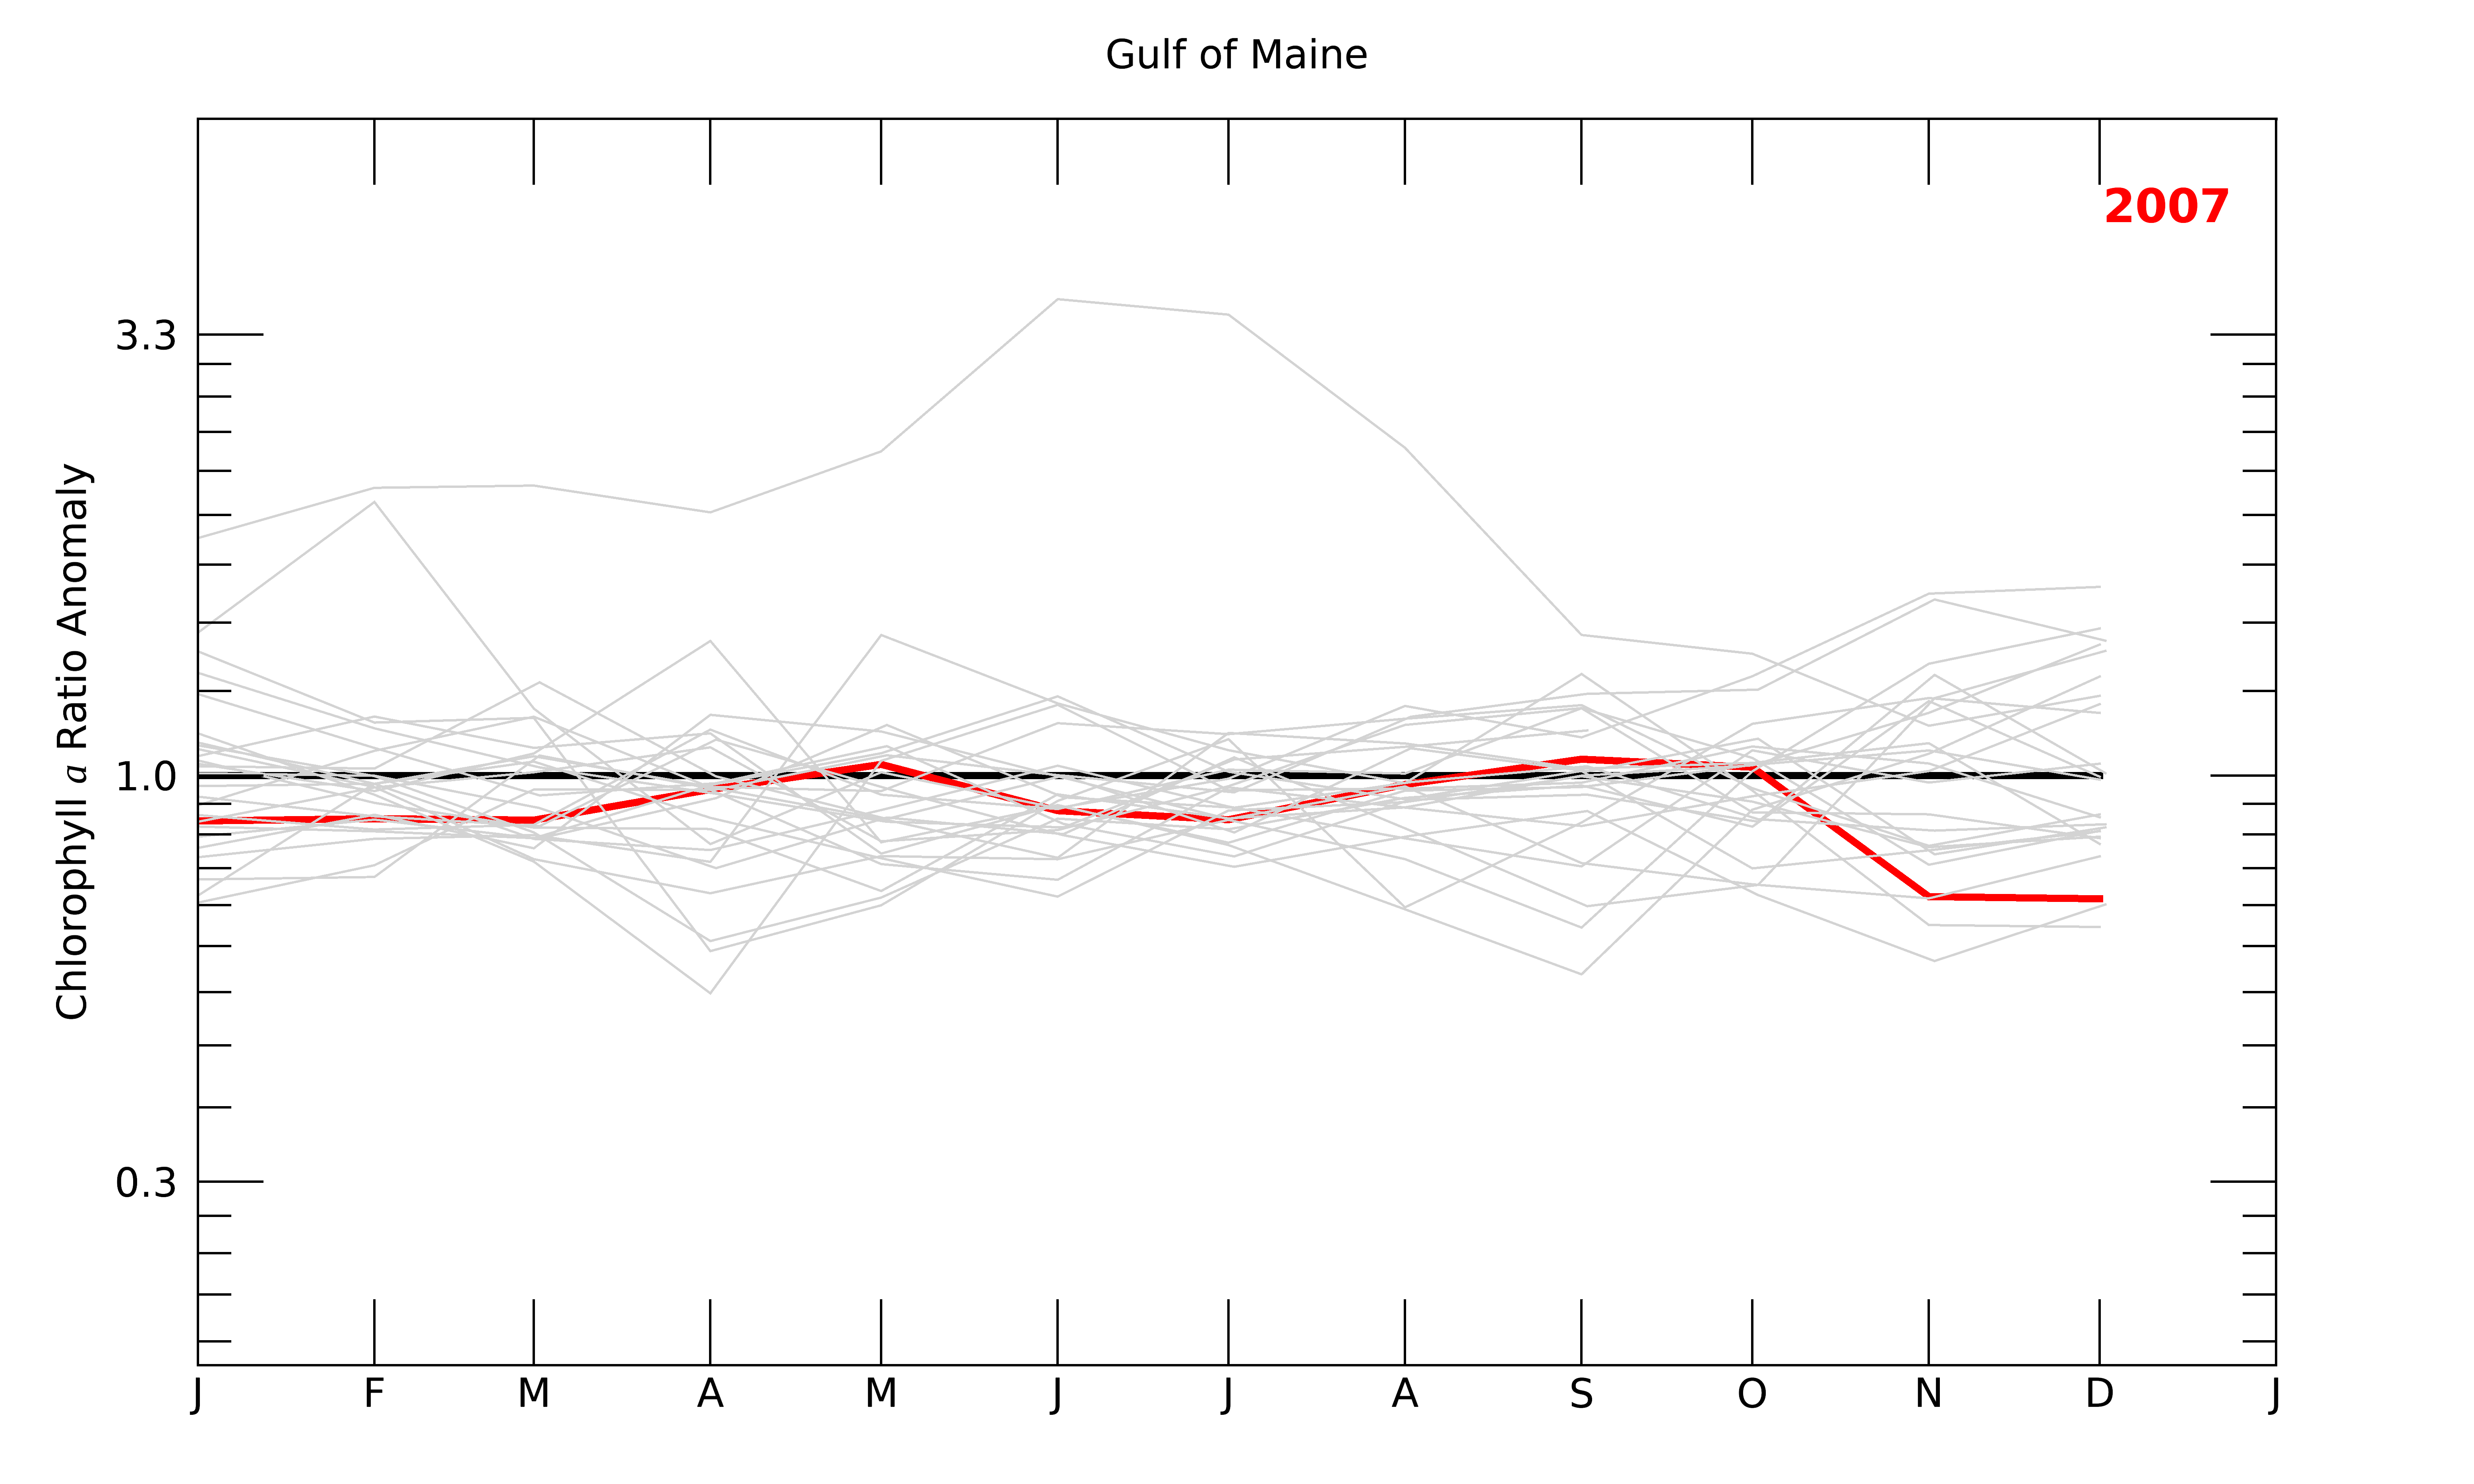 Gulf of Maine
2007
3.3
1.0
0.3
Chlorophyll a Ratio Anomaly
J F M A M J J A S O N D J